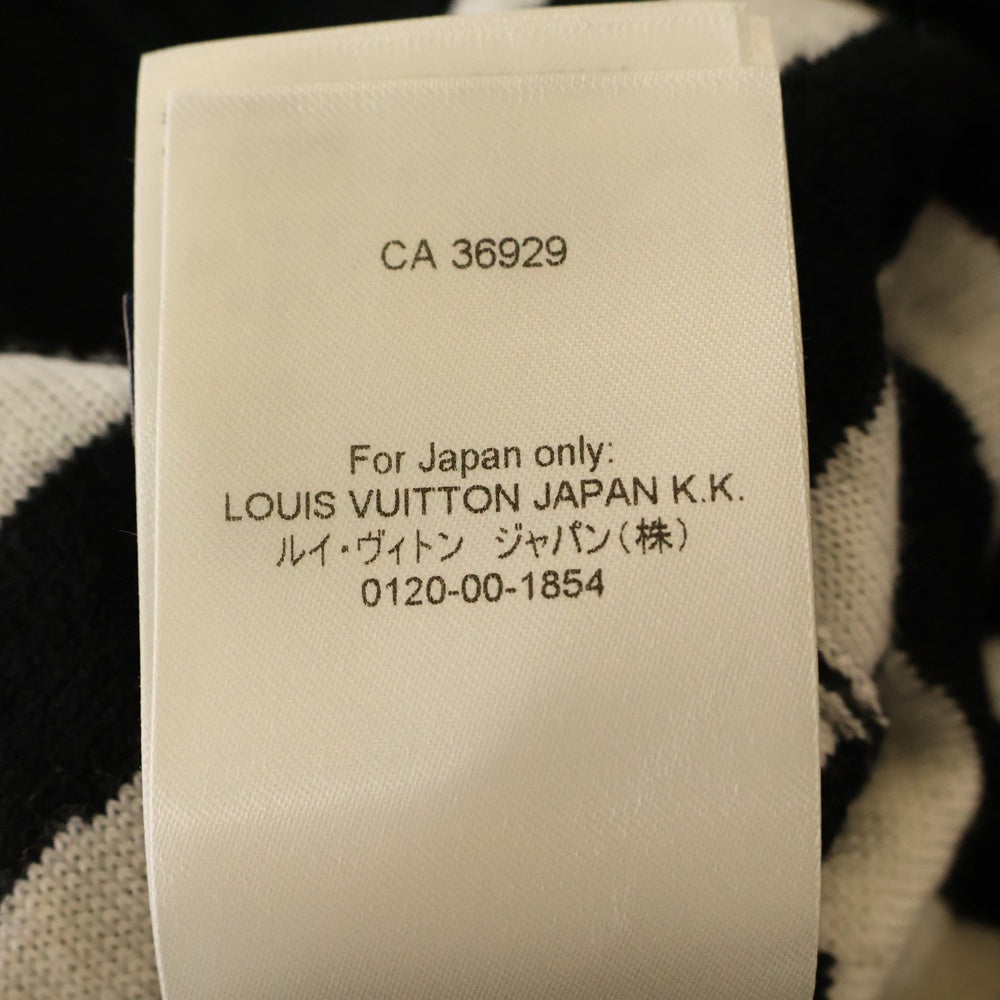 CA 36929
For Japan only:
LOUIS VUITTON JAPAN K.K.
ルイ・ヴィトン ジャパン(株)
0120-00-1854